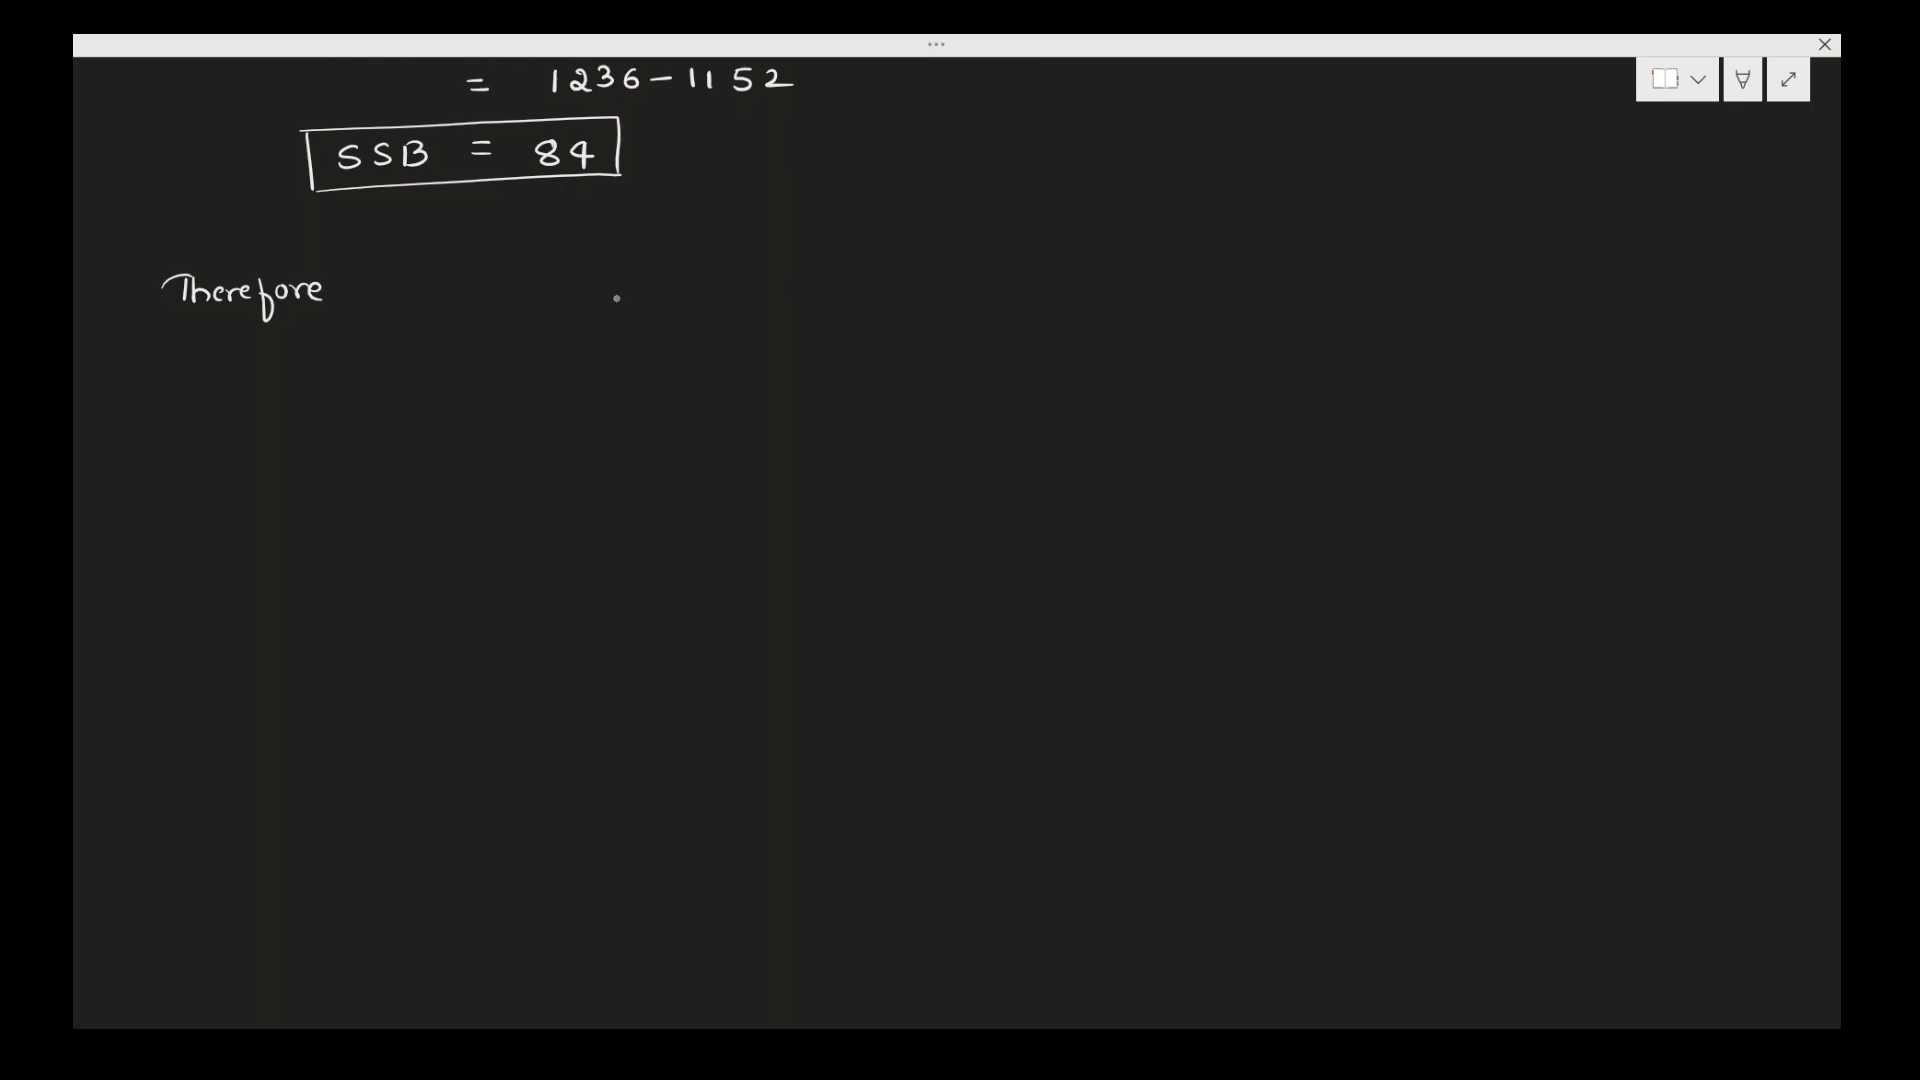 = 1236-1152
SSB = 84
Therefore